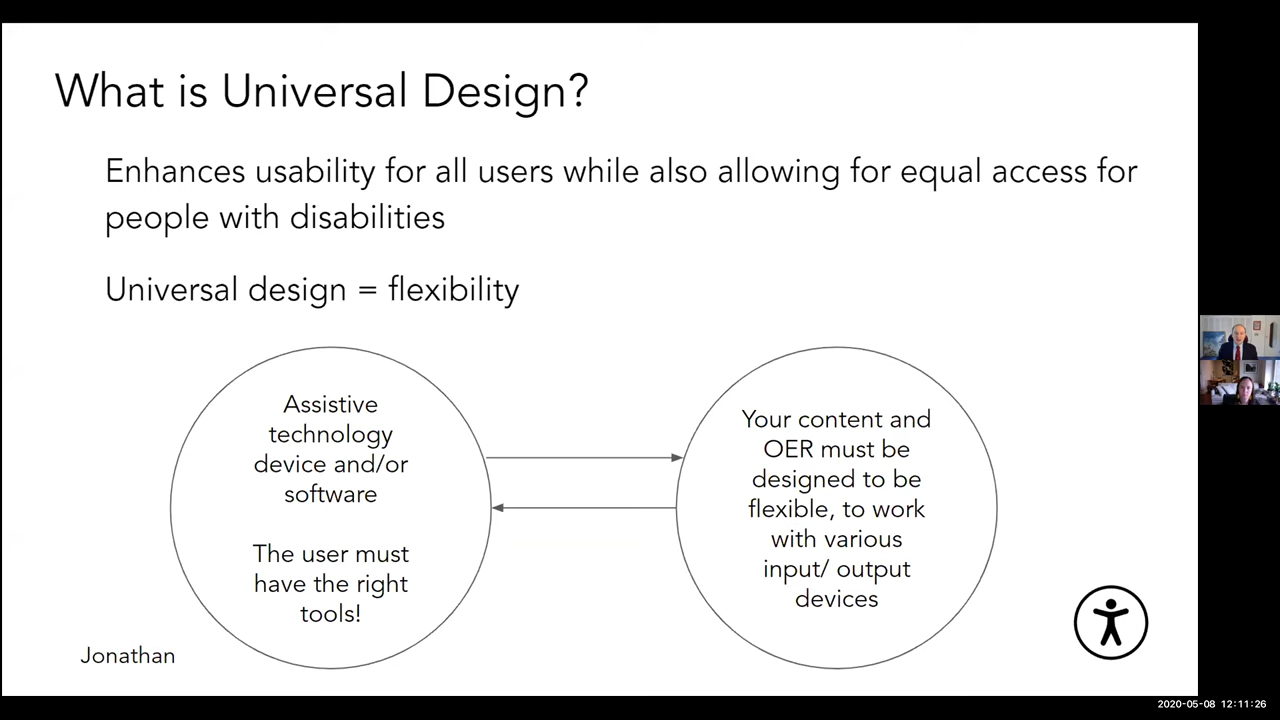 What is Universal Design?
Enhances usability for all users while also allowing for equal access for
people with disabilities
Universal design = flexibility
Assistive
technology
device and/or
software
The user must
have the right
tools!
Your content and
OER must be
designed to be
flexible, to work
with various
input/ output
devices
Jonathan
2020-05-08 12:11:26